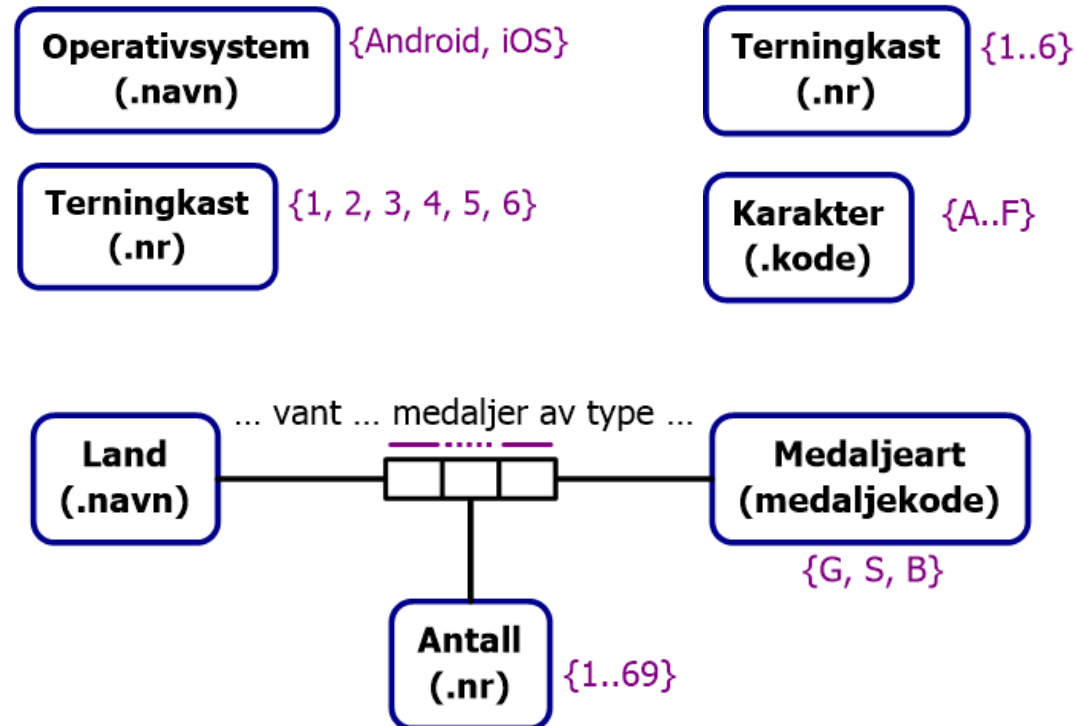 Operativsystem
(.navn)
{Android, iOS}
Terningkast
(.nr)
{1..6}
Terningkast
(.nr)
{1, 2, 3, 4, 5, 6}
Karakter
(.kode)
{A..F}
... vant ... medaljer av type ...
Land
(.navn)
Medaljeart
(medaljekode)
{G, S, B}
Antall
(.nr)
{1..69}